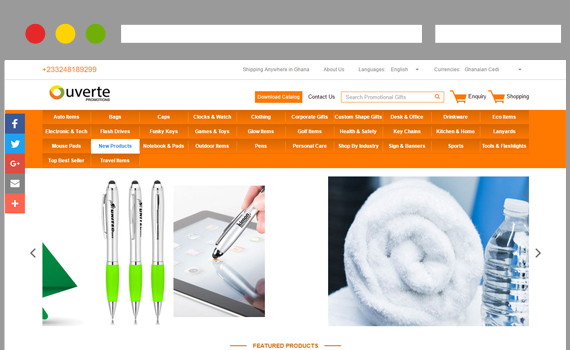 +233248189299 Shipping Anywhere in Ghana About Us Languages: English Currencies: Ghanaian Cedi
Ouverte
PROMOTIONS
Download Catalog Contact Us Search Promotional Gifts Enquiry Shopping
Auto Items Bags Caps Clocks & Watch Clothing Corporate Gifts Custom Shape Gifts Desk & Office Drinkware Eco Items
Electronic & Tech Flash Drives Funky Keys Games & Toys Glow Items Golf Items Health & Safety Key Chains Kitchen & Home Lanyards
Mouse Pads New Products Notebook & Pads Outdoor Items Pens Personal Care Shop By Industry Sign & Banners Sports Tools & Flashlights
Top Best Seller Travel Items
FEATURED PRODUCTS